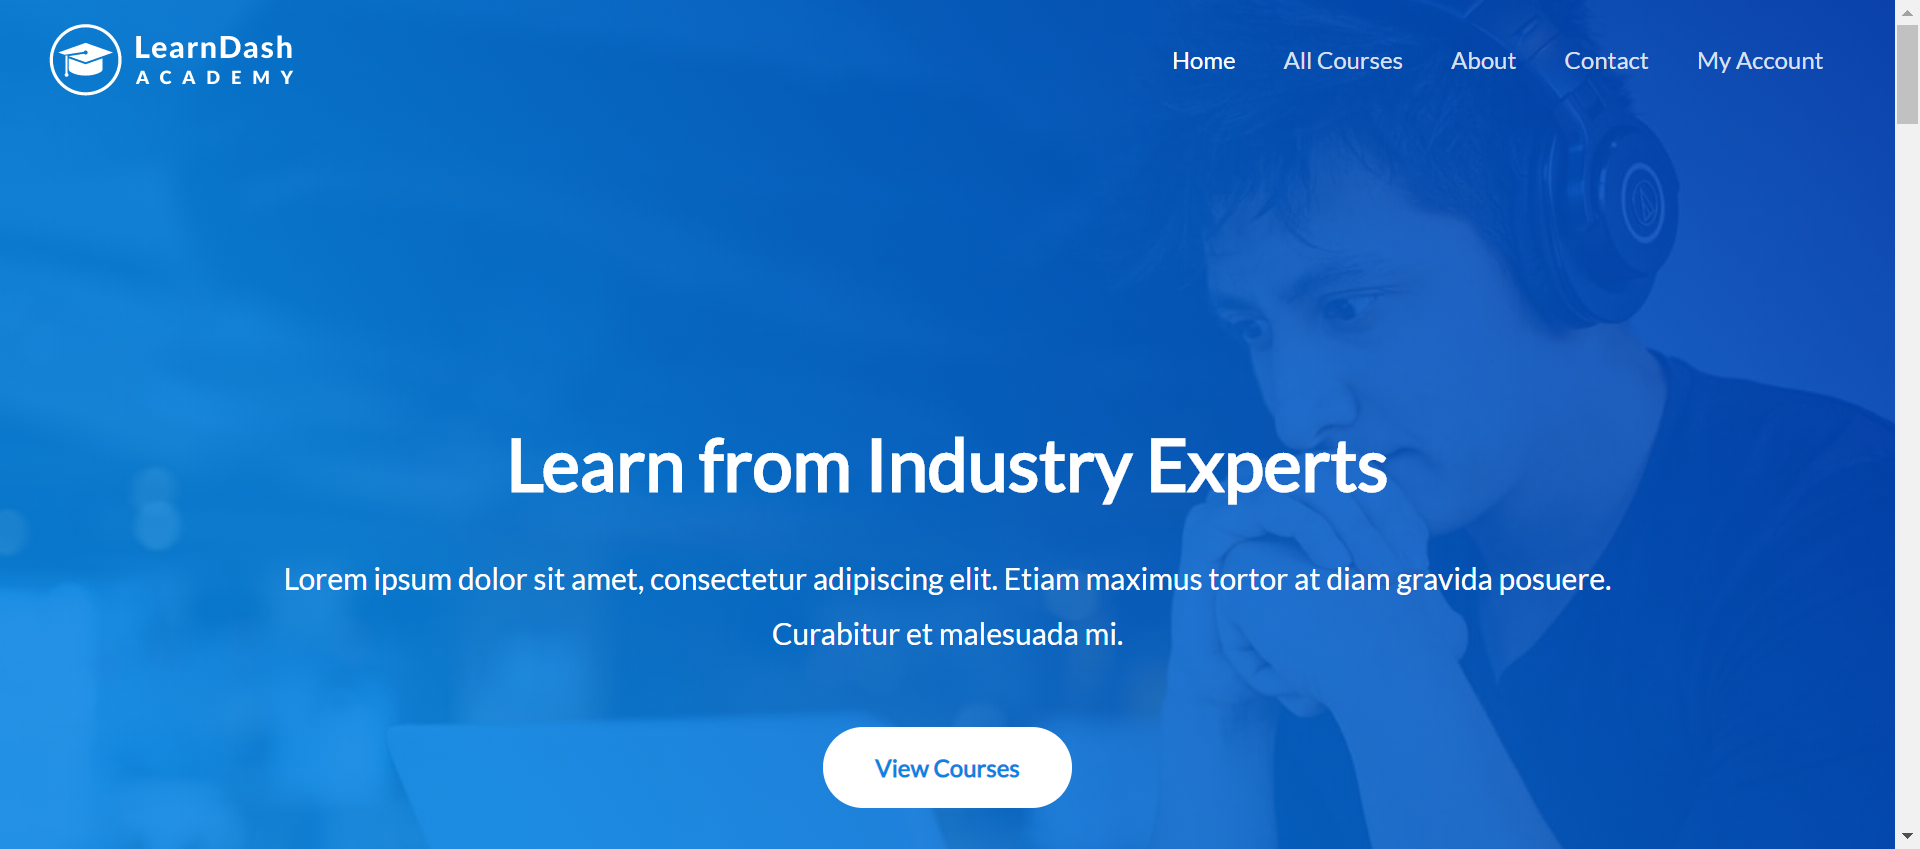 LearnDash
ACADEMY
Home
All Courses
About
Contact
My Account
Learn from Industry Experts
Lorem ipsum dolor sit amet, consectetur adipiscing elit. Etiam maximus tortor at diam gravida posuere.
Curabitur et malesuada mi.
View Courses